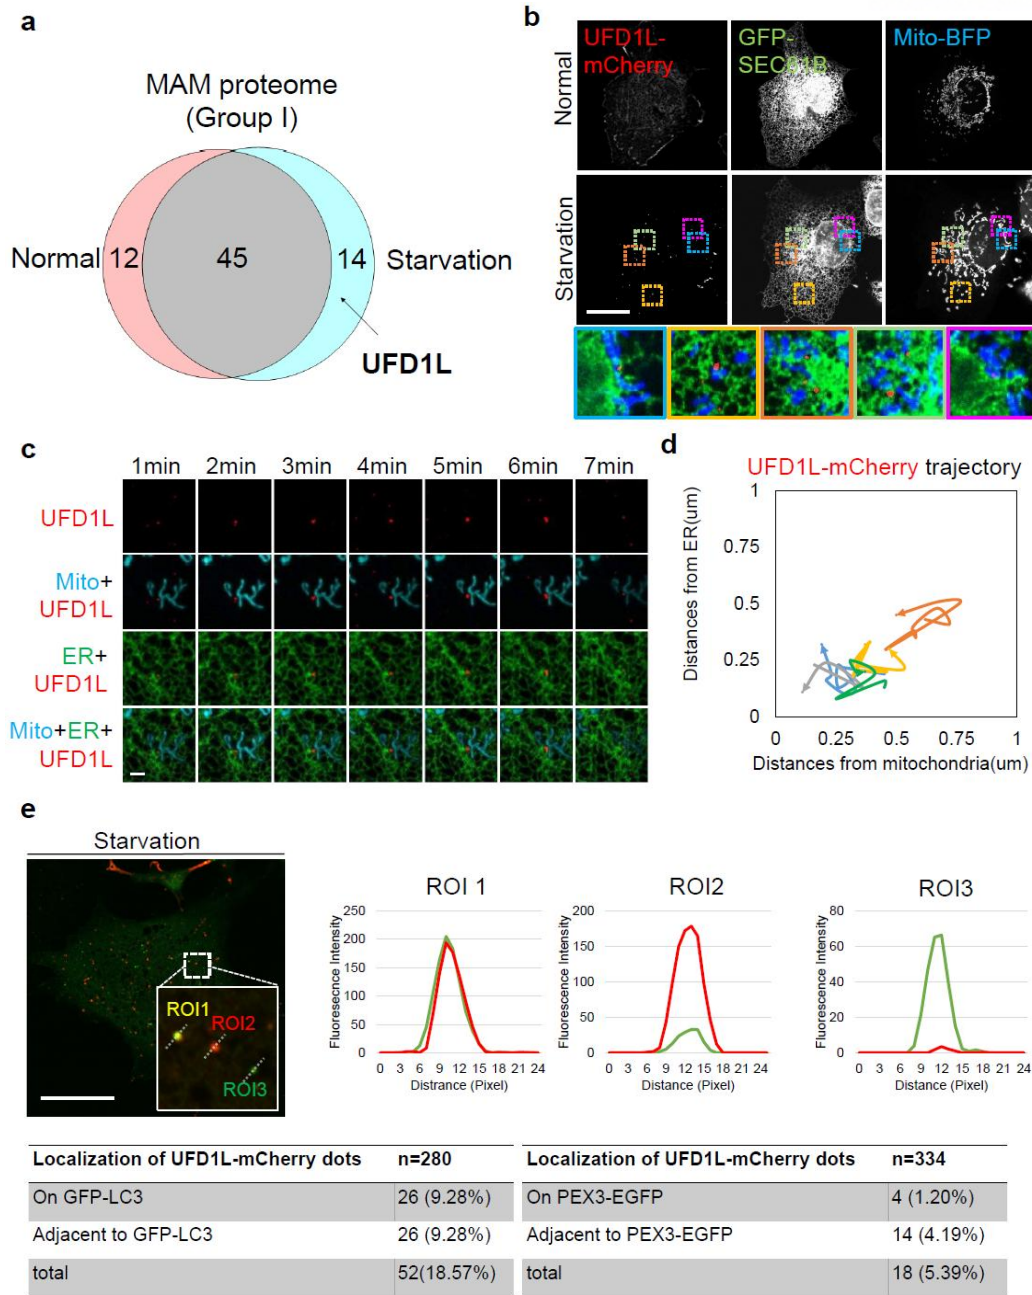 a
MAM proteome
(Group I)
Normal 12 45 14 Starvation
UFD1L
b
UFD1L-
mCherry
GFP-
SEC61B
Mito-BFP
Normal
Starvation
c
1min 2min 3min 4min 5min 6min 7min
UFD1L
Mito+
UFD1L
ER+
UFD1L
Mito+ER+
UFD1L
d
UFD1L-mCherry trajectory
Distances from ER(um)
1
0.75
0.5
0.25
0
0 0.25 0.5 0.75 1
Distances from mitochondria(um)
e
Starvation
ROI1
ROI2
ROI3
ROI 1
Fluoresecnce Intensity
250
200
150
100
50
0
0 3 6 9 12 15 18 21 24
Distrance (Pixel)
ROI2
Fluorescence Intensity
200
150
100
50
0
0 3 6 9 12 15 18 21 24
Distrance (Pixel)
ROI3
Fluorescence Intensity
80
60
40
20
0
0 3 6 9 12 15 18 21 24
Distrance (Pixel)
Localization of UFD1L-mCherry dots n=280
On GFP-LC3 26 (9.28%)
Adjacent to GFP-LC3 26 (9.28%)
total 52(18.57%)
Localization of UFD1L-mCherry dots n=334
On PEX3-EGFP 4 (1.20%)
Adjacent to PEX3-EGFP 14 (4.19%)
total 18 (5.39%)